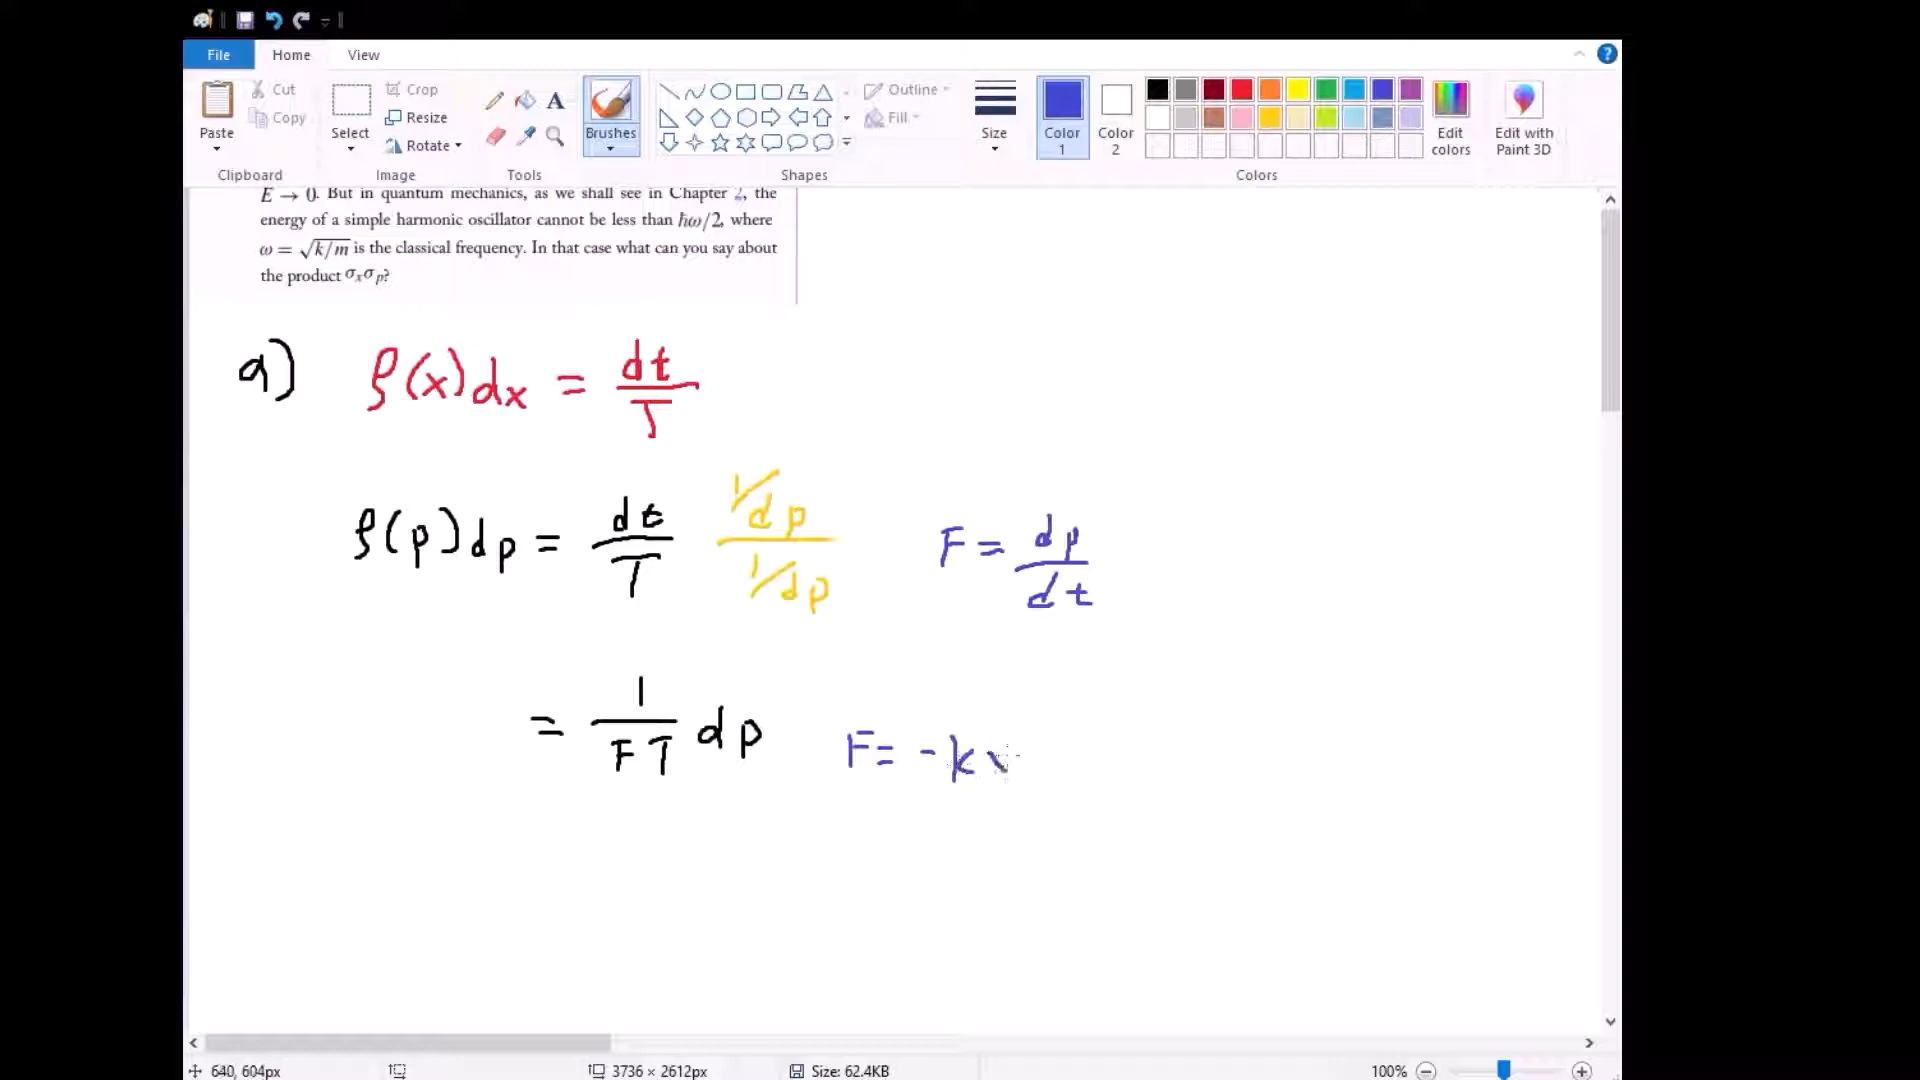 File Home View
Paste Cut Copy Select Crop Resize Rotate Brushes Outline Fill Size Color 1 Color 2 Edit colors Edit with Paint 3D
Clipboard Image Tools Shapes Colors
E → 0. But in quantum mechanics, as we shall see in Chapter 2, the
energy of a simple harmonic oscillator cannot be less than ħω/2, where
ω = √k/m is the classical frequency. In that case what can you say about
the product σxσp?
a) ρ(x)dx = dt/T
ρ(p)dp = dt/T 1/dp / 1/dp F = dp/dt
= 1/FT dp F = -k
640, 604px 3736 × 2612px Size: 62.4KB 100%